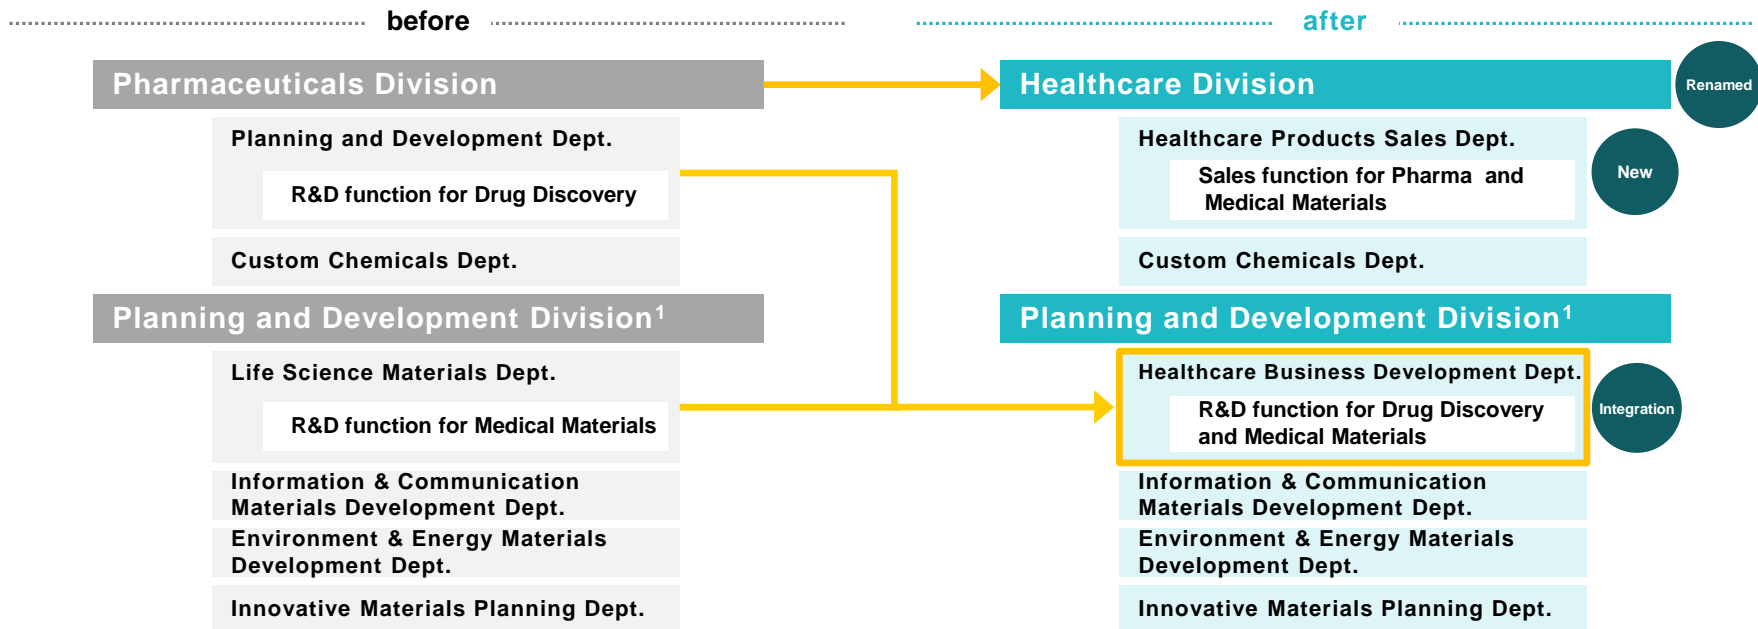 before
Pharmaceuticals Division
Planning and Development Dept.
R&D function for Drug Discovery
Custom Chemicals Dept.
Planning and Development Division¹
Life Science Materials Dept.
R&D function for Medical Materials
Information & Communication
Materials Development Dept.
Environment & Energy Materials
Development Dept.
Innovative Materials Planning Dept.
after
Healthcare Division
Renamed
Healthcare Products Sales Dept.
Sales function for Pharma and
Medical Materials
New
Custom Chemicals Dept.
Planning and Development Division¹
Healthcare Business Development Dept.
R&D function for Drug Discovery
and Medical Materials
Integration
Information & Communication
Materials Development Dept.
Environment & Energy Materials
Development Dept.
Innovative Materials Planning Dept.